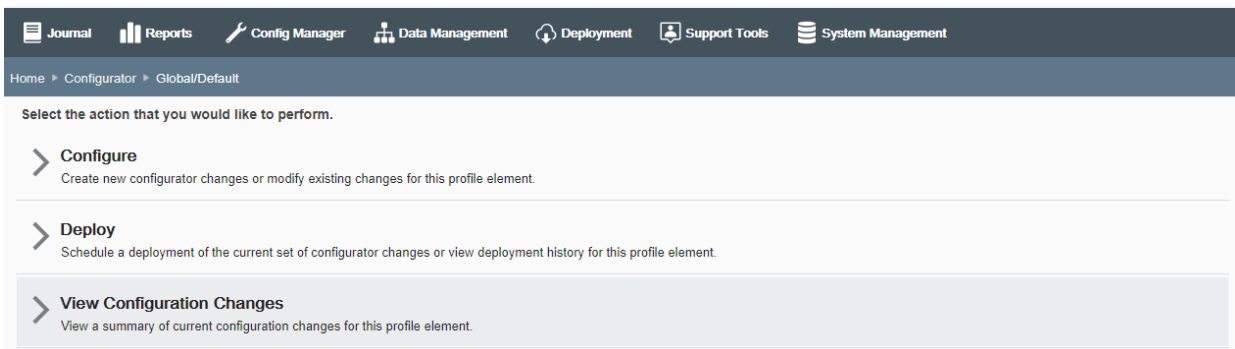 Journal Reports Config Manager Data Management Deployment Support Tools System Management
Home Configurator Global/Default
Select the action that you would like to perform.
Configure
Create new configurator changes or modify existing changes for this profile element.
Deploy
Schedule a deployment of the current set of configurator changes or view deployment history for this profile element.
View Configuration Changes
View a summary of current configuration changes for this profile element.